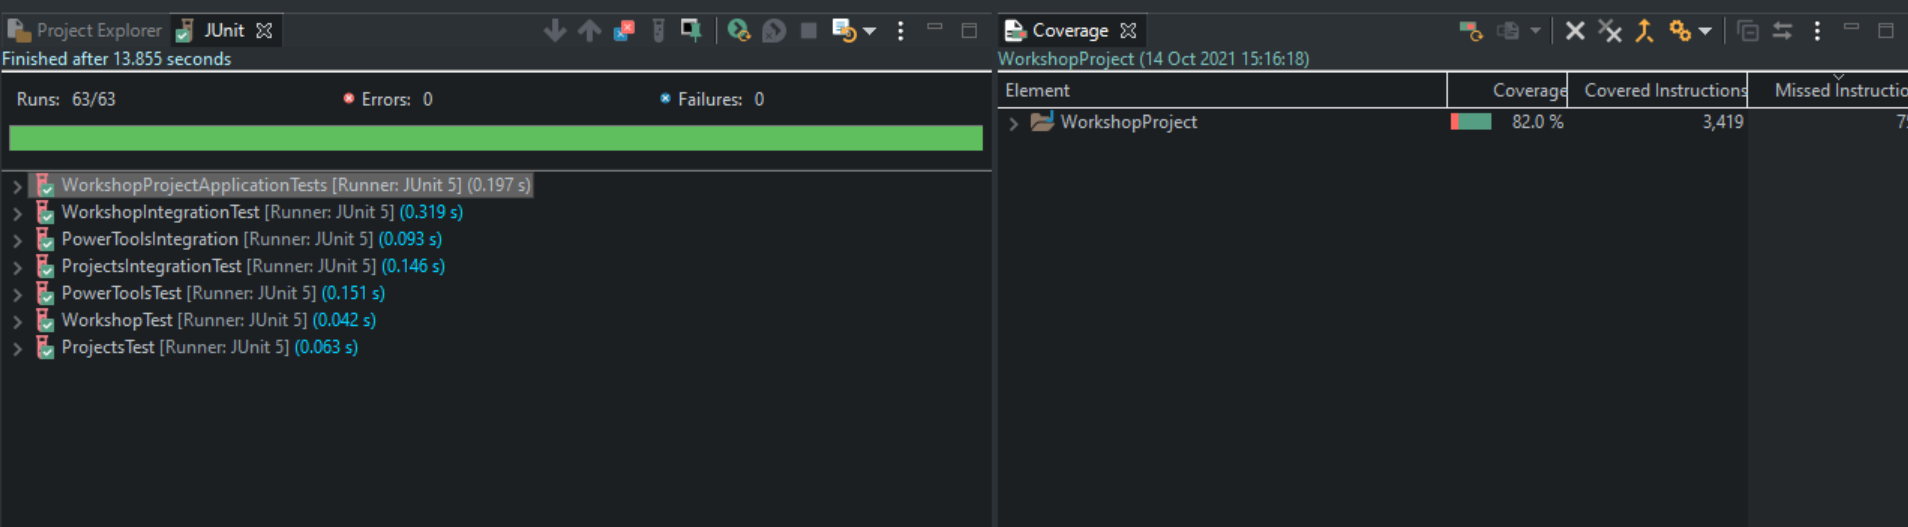 Project Explorer JUnit
Finished after 13.855 seconds
Runs: 63/63 Errors: 0 Failures: 0
WorkshopProjectApplicationTests [Runner: JUnit 5] (0.197 s)
WorkshopIntegrationTest [Runner: JUnit 5] (0.319 s)
PowerToolsIntegration [Runner: JUnit 5] (0.093 s)
ProjectsIntegrationTest [Runner: JUnit 5] (0.146 s)
PowerToolsTest [Runner: JUnit 5] (0.151 s)
WorkshopTest [Runner: JUnit 5] (0.042 s)
ProjectsTest [Runner: JUnit 5] (0.063 s)
Coverage
WorkshopProject (14 Oct 2021 15:16:18)
Element Coverage Covered Instructions Missed Instructio
WorkshopProject 82.0 % 3,419